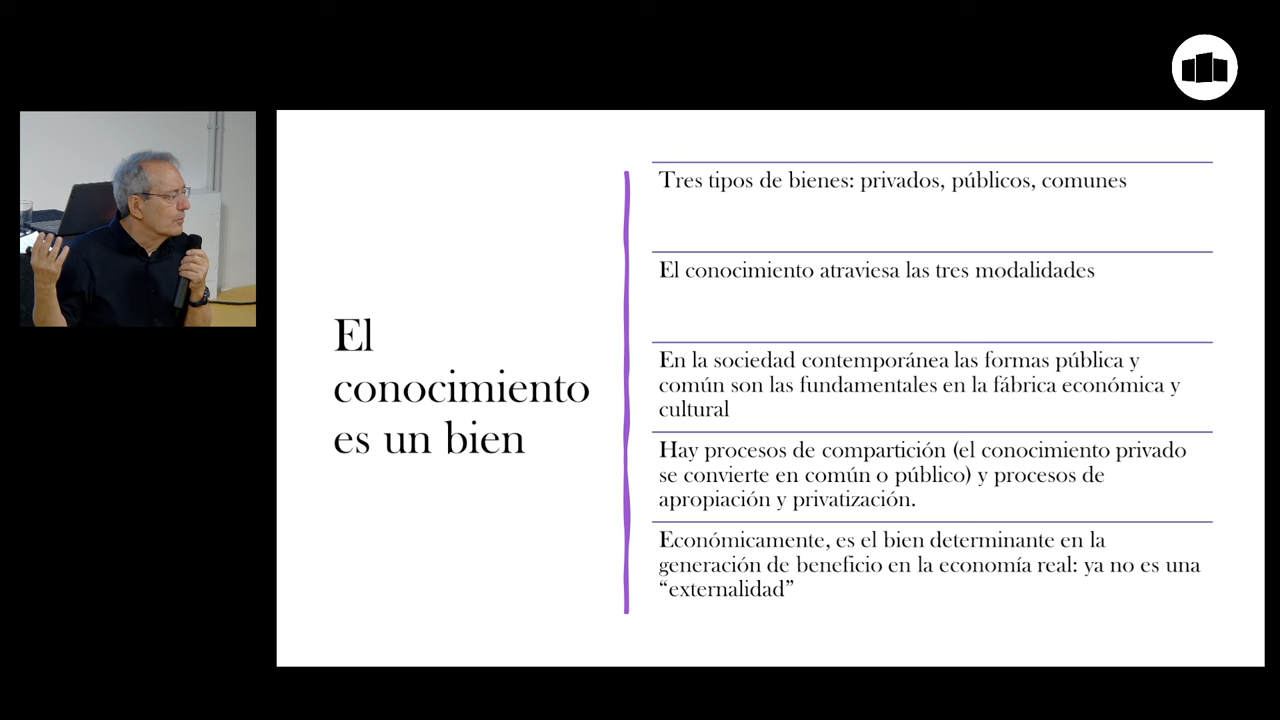 El
conocimiento
es un bien
Tres tipos de bienes: privados, públicos, comunes
El conocimiento atraviesa las tres modalidades
En la sociedad contemporánea las formas pública y
común son las fundamentales en la fábrica económica y
cultural
Hay procesos de compartición (el conocimiento privado
se convierte en común o público) y procesos de
apropiación y privatización.
Económicamente, es el bien determinante en la
generación de beneficio en la economía real: ya no es una
“externalidad”